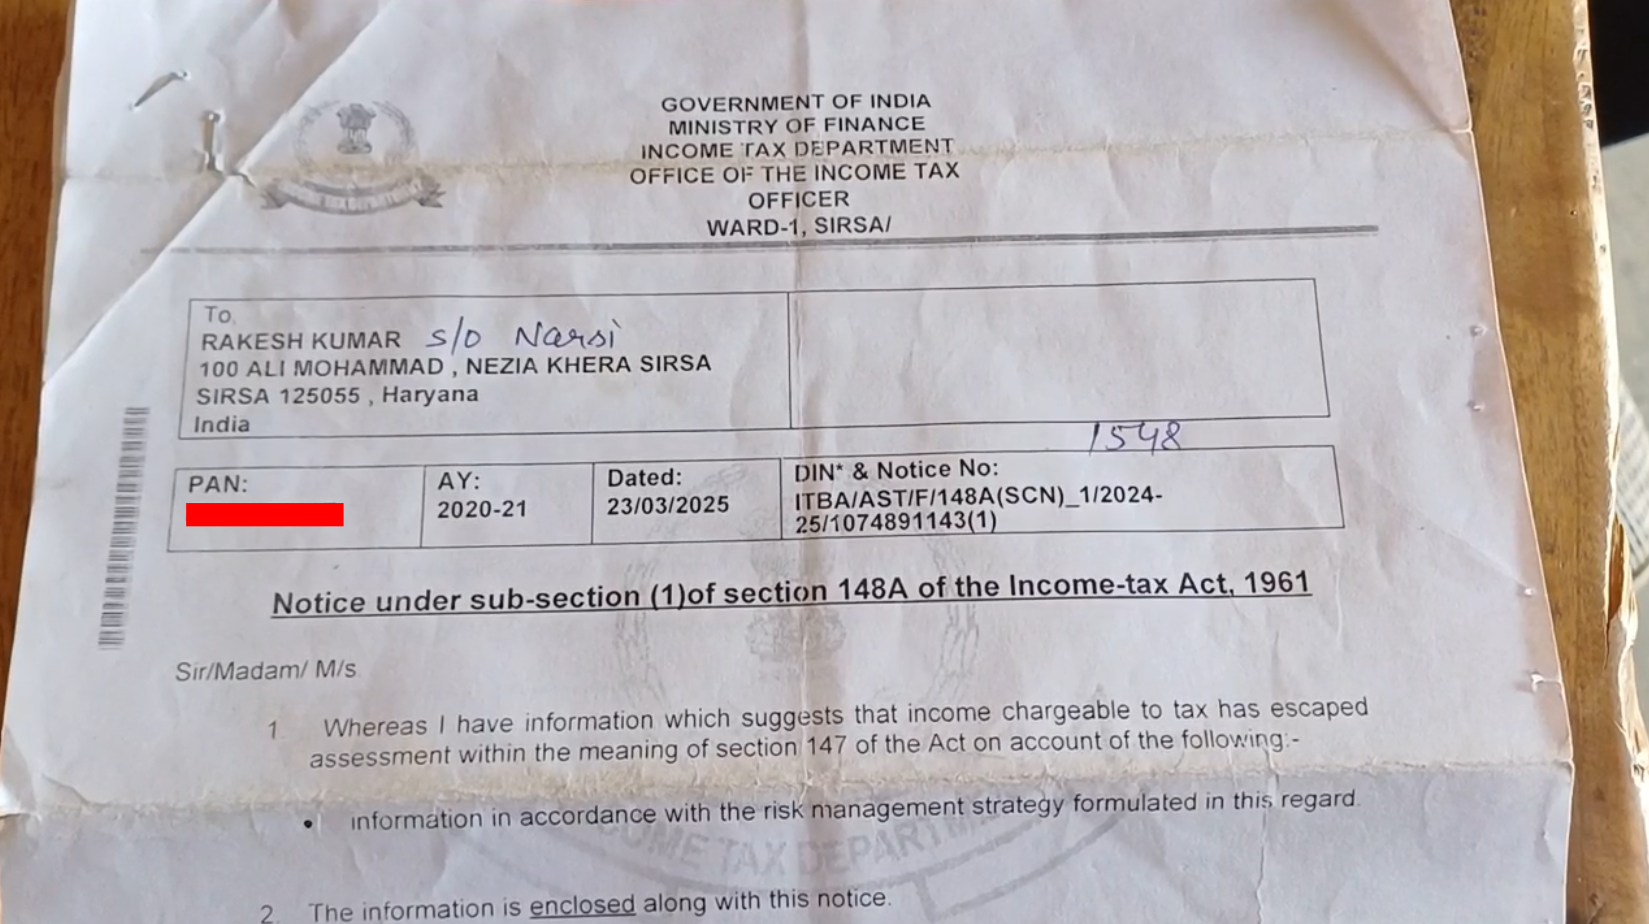 GOVERNMENT OF INDIA
MINISTRY OF FINANCE
INCOME TAX DEPARTMENT
OFFICE OF THE INCOME TAX
OFFICER
WARD-1, SIRSA/
To,
RAKESH KUMAR s/o Narsi
100 ALI MOHAMMAD , NEZIA KHERA SIRSA
SIRSA 125055 , Haryana
India
1548
PAN:
AY:
2020-21
Dated:
23/03/2025
DIN* & Notice No:
ITBA/AST/F/148A(SCN)_1/2024-
25/1074891143(1)
Notice under sub-section (1)of section 148A of the Income-tax Act, 1961
Sir/Madam/ M/s.
1. Whereas I have information which suggests that income chargeable to tax has escaped
assessment within the meaning of section 147 of the Act on account of the following:-
• information in accordance with the risk management strategy formulated in this regard.
INCOME TAX DEPARTMENT
2. The information is enclosed along with this notice.